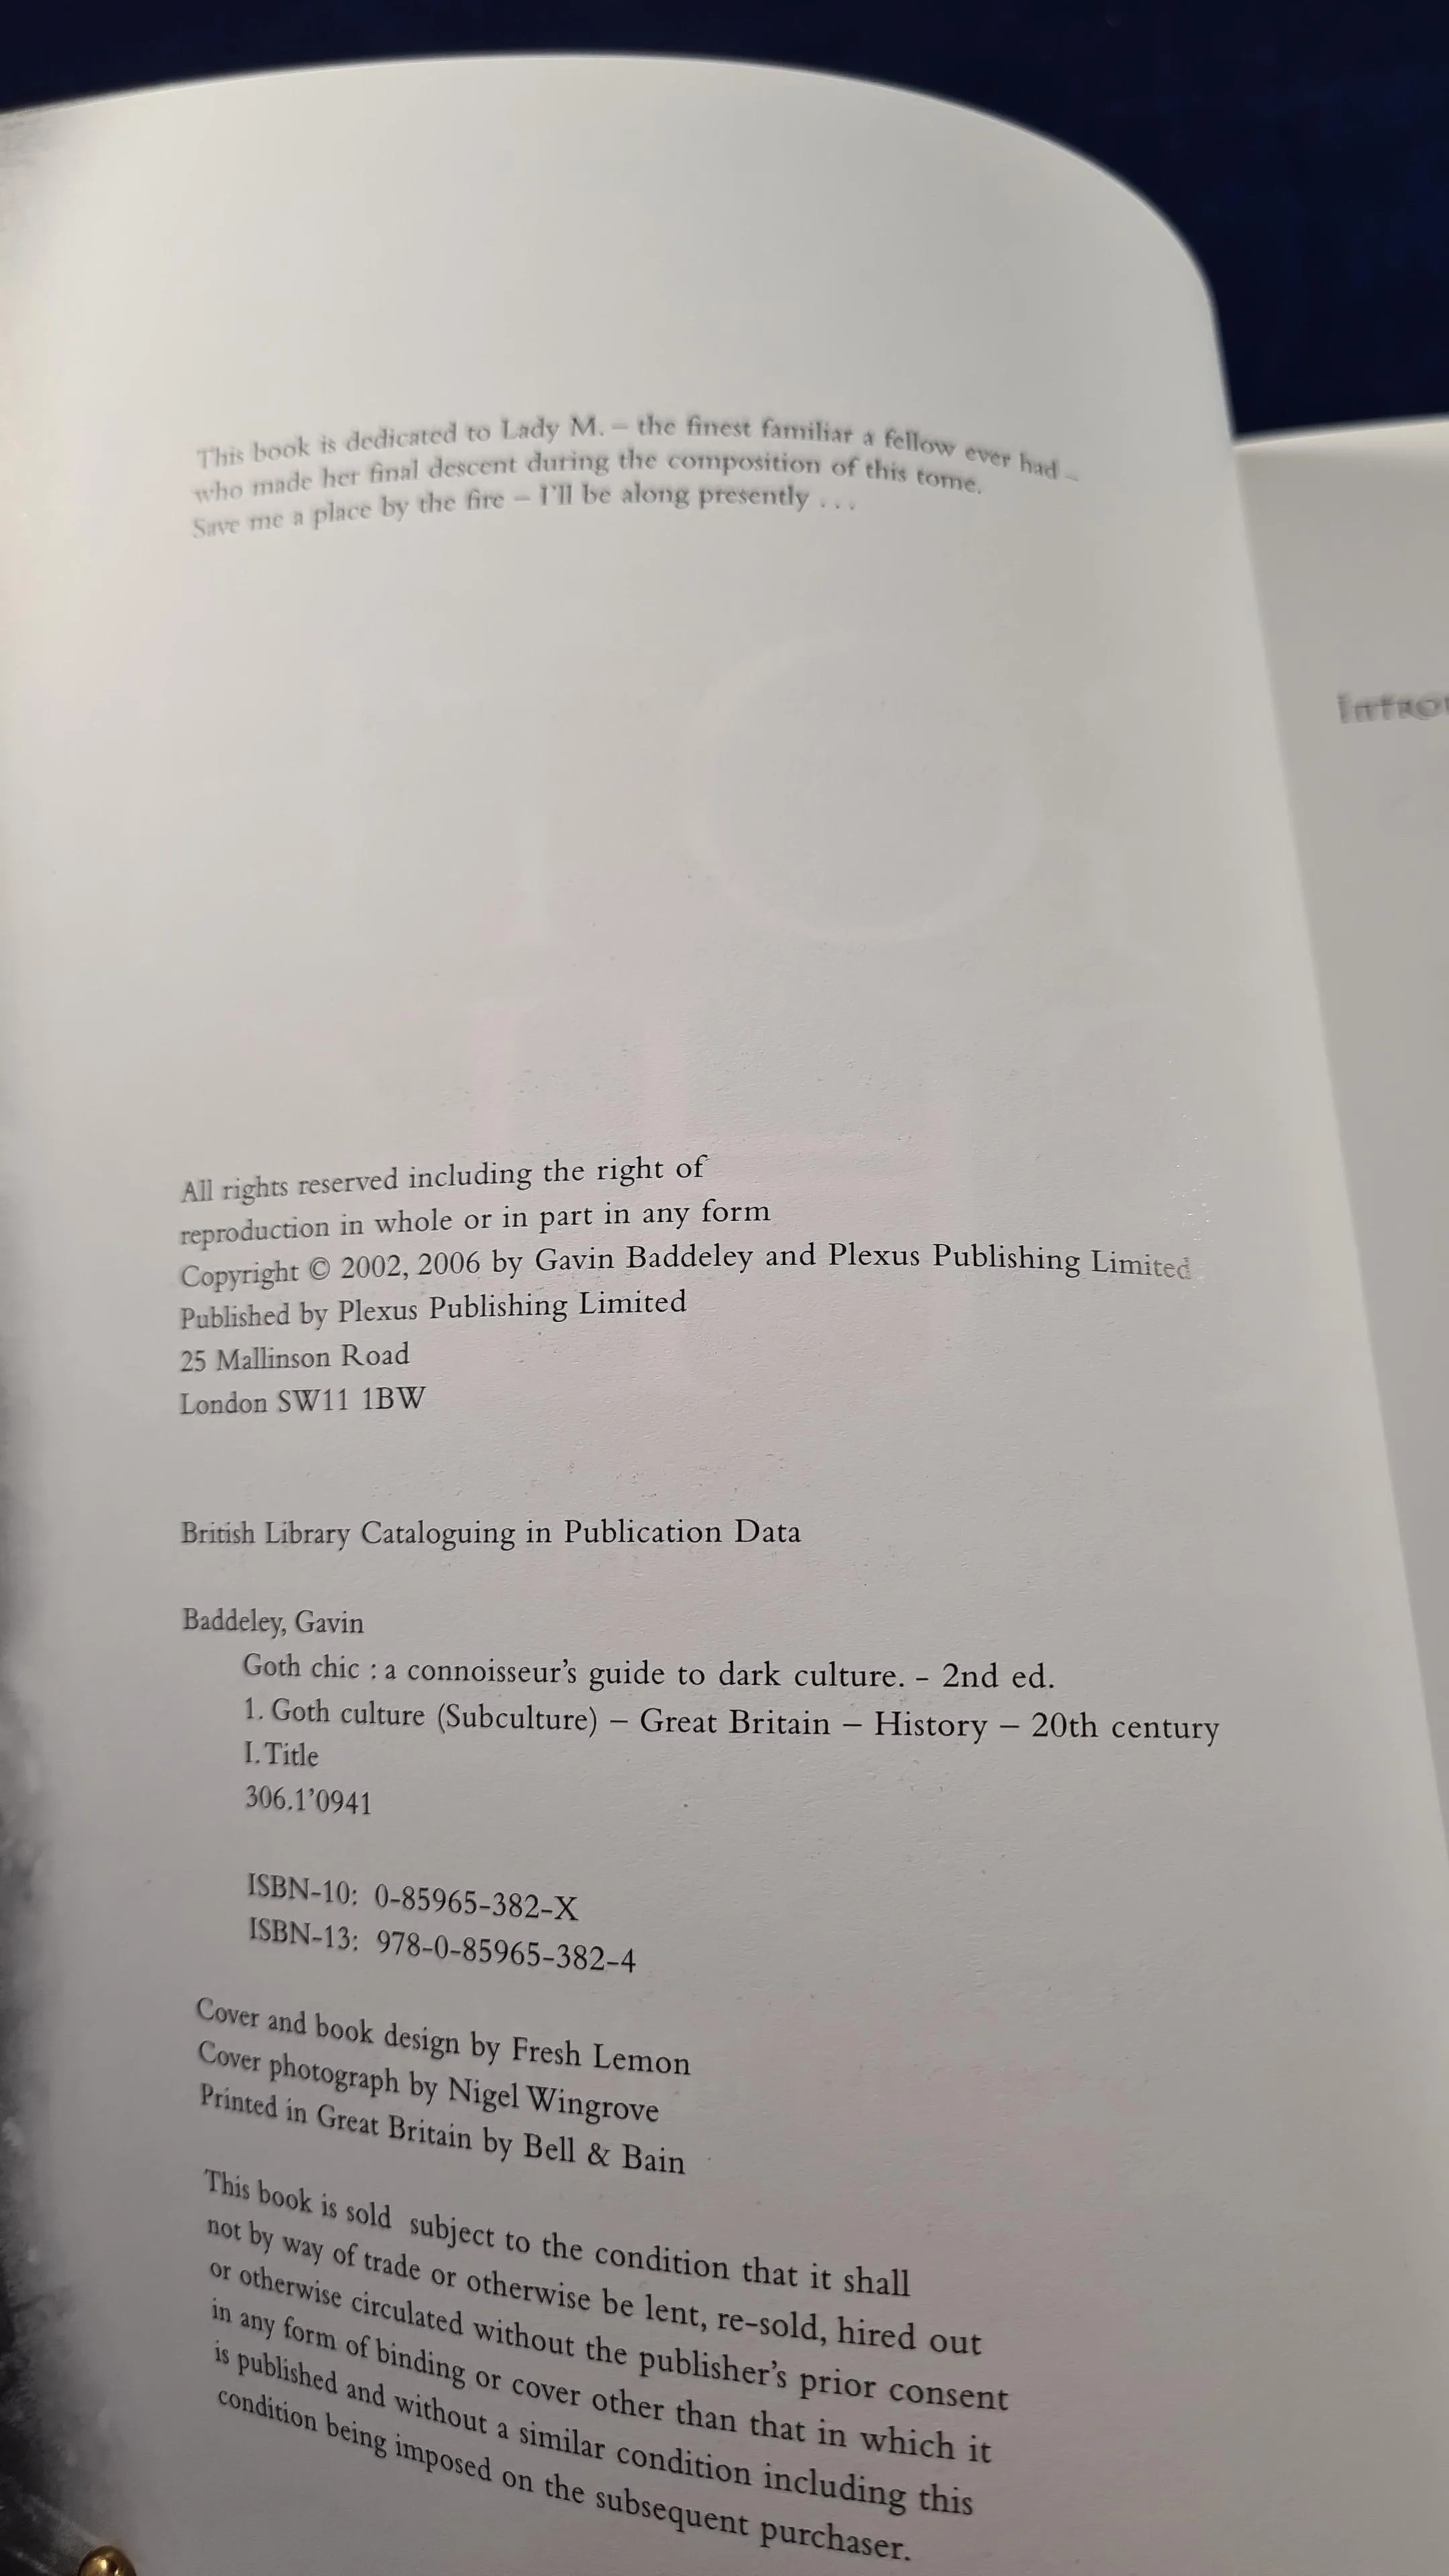 This book is dedicated to Lady M. – the finest familiar a fellow ever had –
who made her final descent during the composition of this tome.
Save me a place by the fire – I'll be along presently . . .
All rights reserved including the right of
reproduction in whole or in part in any form
Copyright © 2002, 2006 by Gavin Baddeley and Plexus Publishing Limited
Published by Plexus Publishing Limited
25 Mallinson Road
London SW11 1BW
British Library Cataloguing in Publication Data
Baddeley, Gavin
Goth chic : a connoisseur's guide to dark culture. – 2nd ed.
1. Goth culture (Subculture) – Great Britain – History – 20th century
I. Title
306.1'0941
ISBN-10: 0-85965-382-X
ISBN-13: 978-0-85965-382-4
Cover and book design by Fresh Lemon
Cover photograph by Nigel Wingrove
Printed in Great Britain by Bell & Bain
This book is sold subject to the condition that it shall
not by way of trade or otherwise be lent, re-sold, hired out
or otherwise circulated without the publisher's prior consent
in any form of binding or cover other than that in which it
is published and without a similar condition including this
condition being imposed on the subsequent purchaser.